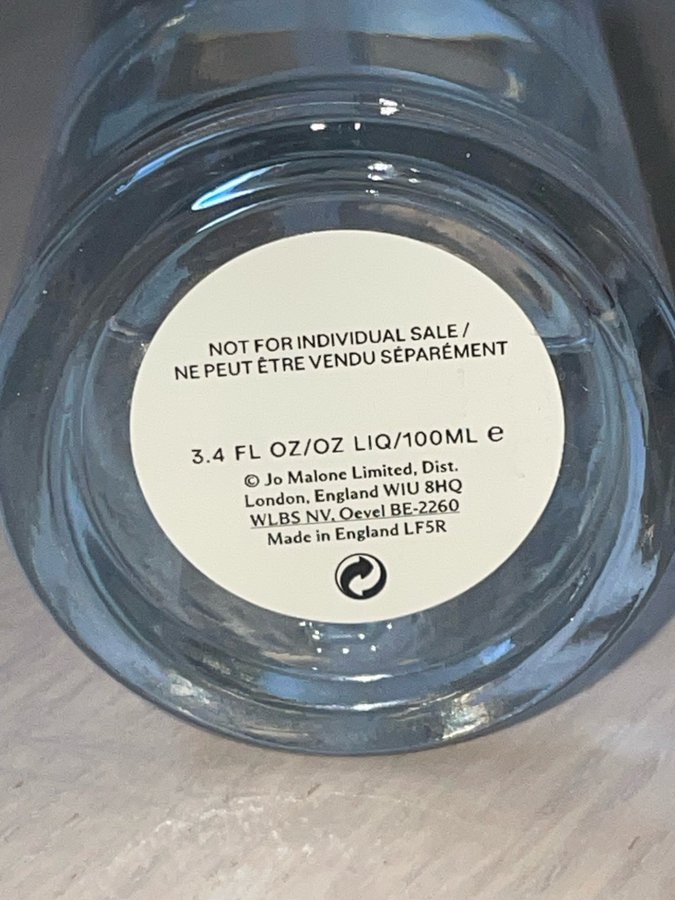 NOT FOR INDIVIDUAL SALE /
NE PEUT ÊTRE VENDU SÉPARÉMENT
3.4 FL OZ/OZ LIQ/100ML ℮
© Jo Malone Limited, Dist.
London, England WIU 8HQ
WLBS NV, Oevel BE-2260
Made in England LF5R